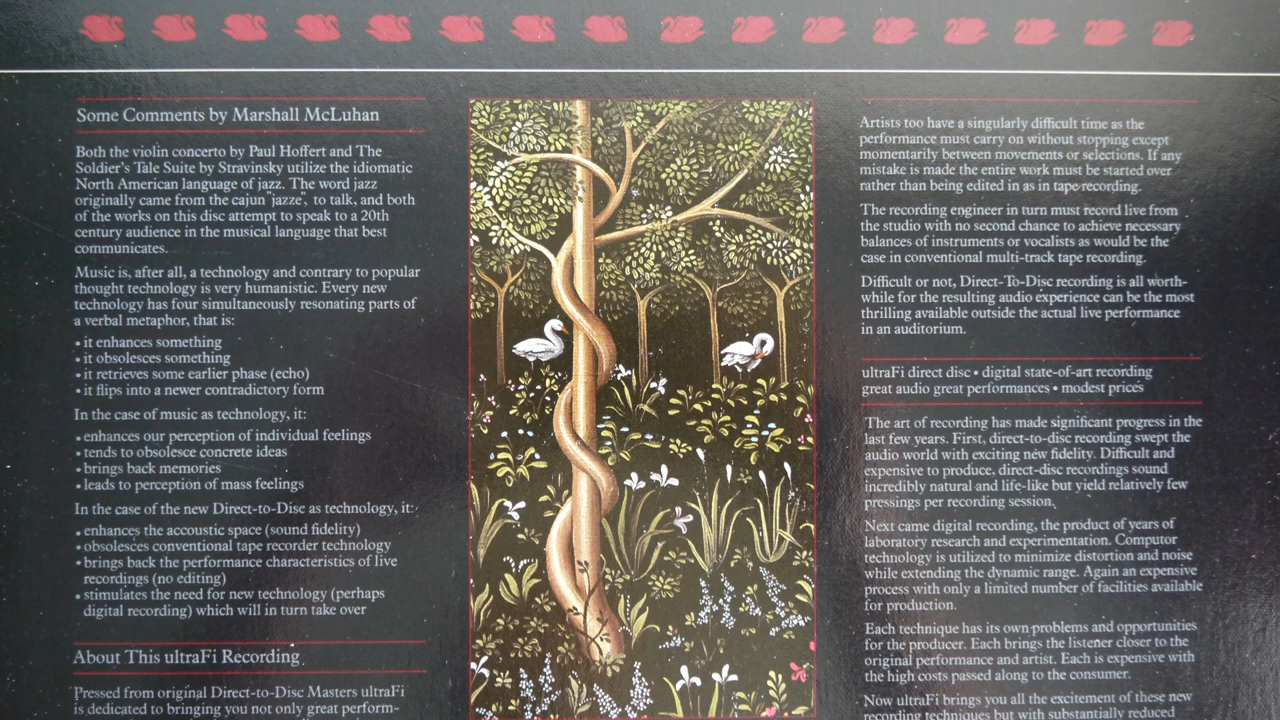 Some Comments by Marshall McLuhan
Both the violin concerto by Paul Hoffert and The
Soldier's Tale Suite by Stravinsky utilize the idiomatic
North American language of jazz. The word jazz
originally came from the cajun "jazze", to talk, and both
of the works on this disc attempt to speak to a 20th
century audience in the musical language that best
communicates.
Music is, after all, a technology and contrary to popular
thought technology is very humanistic. Every new
technology has four simultaneously resonating parts of
a verbal metaphor, that is:
• it enhances something
• it obsolesces something
• it retrieves some earlier phase (echo)
• it flips into a newer contradictory form
In the case of music as technology, it:
• enhances our perception of individual feelings
• tends to obsolesce concrete ideas
• brings back memories
• leads to perception of mass feelings
In the case of the new Direct-to-Disc as technology, it:
• enhances the accoustic space (sound fidelity)
• obsolesces conventional tape recorder technology
• brings back the performance characteristics of live
recordings (no editing)
• stimulates the need for new technology (perhaps
digital recording) which will in turn take over
About This ultraFi Recording
Pressed from original Direct-to-Disc Masters ultraFi
is dedicated to bringing you not only great perform-
Artists too have a singularly difficult time as the
performance must carry on without stopping except
momentarily between movements or selections. If any
mistake is made the entire work must be started over
rather than being edited in as in tape recording.
The recording engineer in turn must record live from
the studio with no second chance to achieve necessary
balances of instruments or vocalists as would be the
case in conventional multi-track tape recording.
Difficult or not, Direct-To-Disc recording is all worth-
while for the resulting audio experience can be the most
thrilling available outside the actual live performance
in an auditorium.
ultraFi direct disc • digital state-of-art recording
great audio great performances • modest prices
The art of recording has made significant progress in the
last few years. First, direct-to-disc recording swept the
audio world with exciting new fidelity. Difficult and
expensive to produce, direct-disc recordings sound
incredibly natural and life-like but yield relatively few
pressings per recording session.
Next came digital recording, the product of years of
laboratory research and experimentation. Computor
technology is utilized to minimize distortion and noise
while extending the dynamic range. Again an expensive
process with only a limited number of facilities available
for production.
Each technique has its own problems and opportunities
for the producer. Each brings the listener closer to the
original performance and artist. Each is expensive with
the high costs passed along to the consumer.
Now ultraFi brings you all the excitement of these new
recording techniques but with substantially reduced